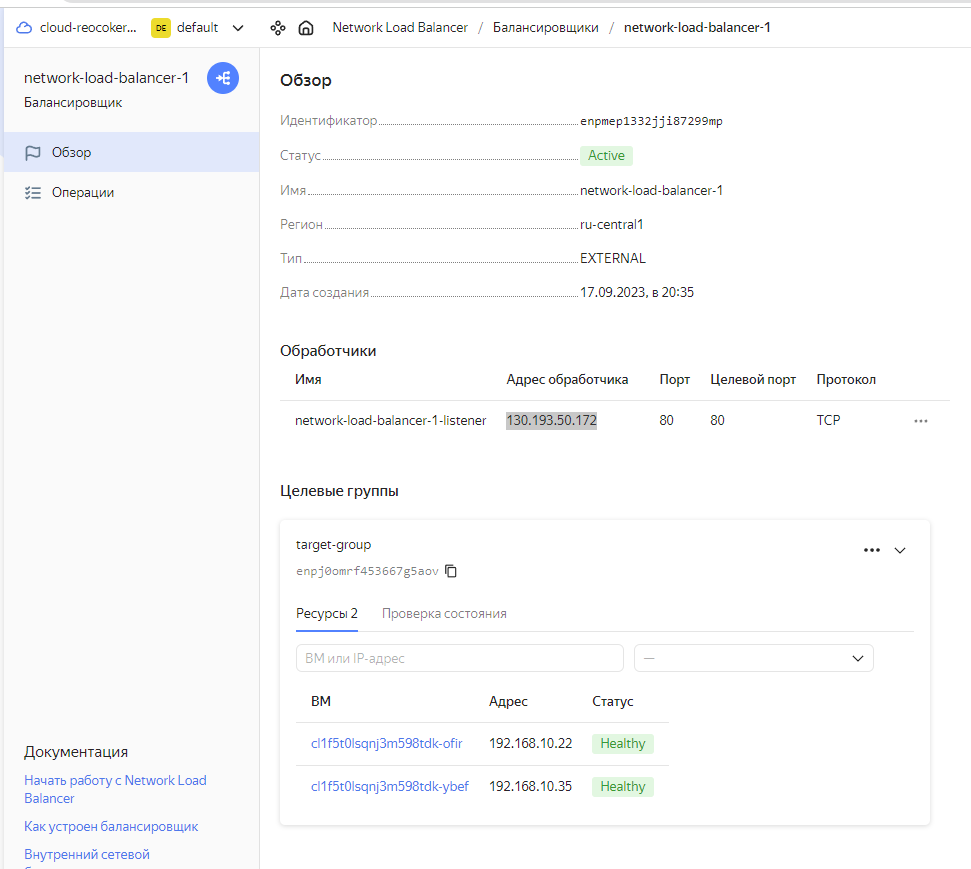 cloud-reocoker... DE default Network Load Balancer / Балансировщики / network-load-balancer-1
network-load-balancer-1
Балансировщик
Обзор
Операции
Документация
Начать работу с Network Load
Balancer
Как устроен балансировщик
Внутренний сетевой
Обзор
Идентификатор enpmep1332jji87299mp
Статус Active
Имя network-load-balancer-1
Регион ru-central1
Тип EXTERNAL
Дата создания 17.09.2023, в 20:35
Обработчики
Имя Адрес обработчика Порт Целевой порт Протокол
network-load-balancer-1-listener 130.193.50.172 80 80 TCP
Целевые группы
target-group
enpj0omrf453667g5aov
Ресурсы 2 Проверка состояния
ВМ или IP-адрес —
ВМ Адрес Статус
cl1f5t0lsqnj3m598tdk-ofir 192.168.10.22 Healthy
cl1f5t0lsqnj3m598tdk-ybef 192.168.10.35 Healthy